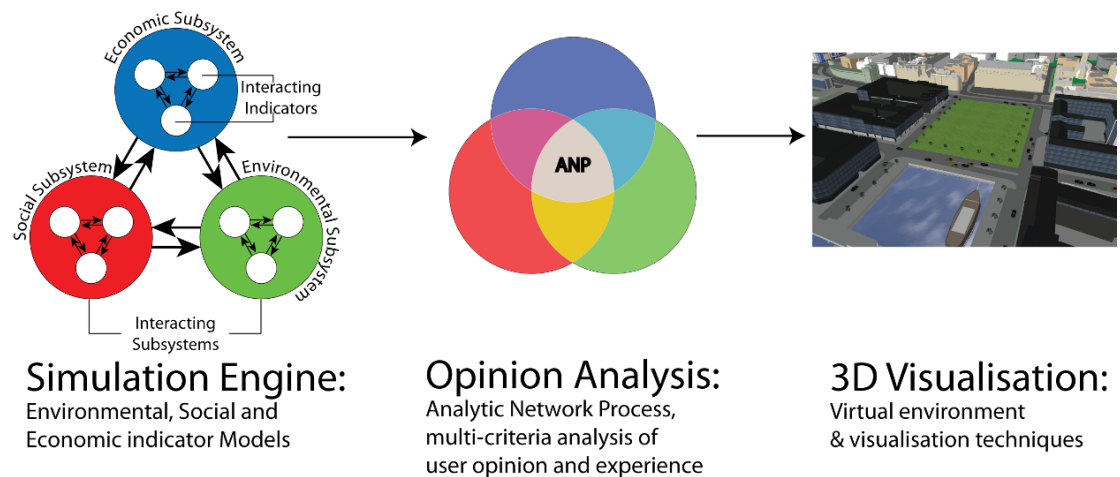 Economic Subsystem
Interacting
Indicators
Social Subsystem
Environmental Subsystem
Interacting
Subsystems
ANP
Simulation Engine:
Environmental, Social and
Economic indicator Models
Opinion Analysis:
Analytic Network Process,
multi-criteria analysis of
user opinion and experience
3D Visualisation:
Virtual environment
& visualisation techniques